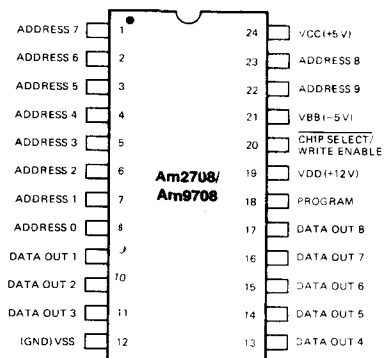 ADDRESS 7 1
ADDRESS 6 2
ADDRESS 5 3
ADDRESS 4 4
ADDRESS 3 5
ADDRESS 2 6
ADDRESS 1 7
ADDRESS 0 8
DATA OUT 1 9
DATA OUT 2 10
DATA OUT 3 11
(GND) VSS 12
Am2708/
Am9708
24 VCC (+5 V)
23 ADDRESS 8
22 ADDRESS 9
21 VBB (−5 V)
20 CHIP SELECT/
WRITE ENABLE
19 VDD (+12 V)
18 PROGRAM
17 DATA OUT 8
16 DATA OUT 7
15 DATA OUT 6
14 DATA OUT 5
13 DATA OUT 4